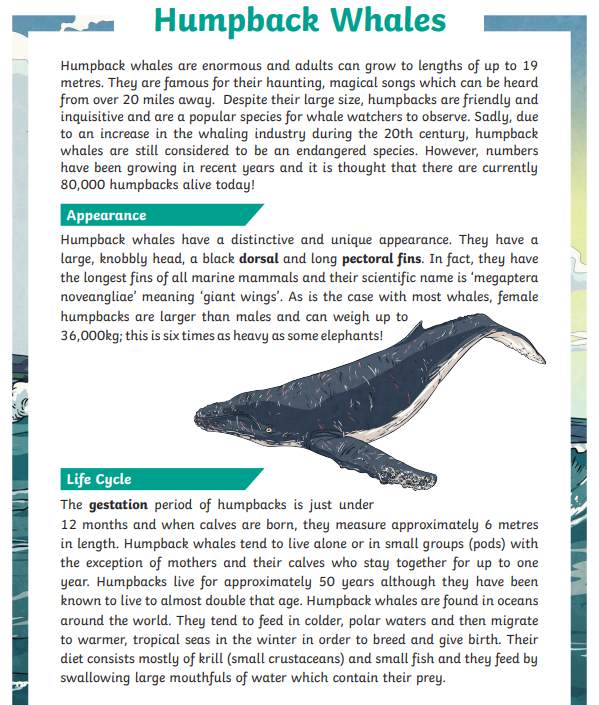 Humpback Whales
Humpback whales are enormous and adults can grow to lengths of up to 19
metres. They are famous for their haunting, magical songs which can be heard
from over 20 miles away. Despite their large size, humpbacks are friendly and
inquisitive and are a popular species for whale watchers to observe. Sadly, due
to an increase in the whaling industry during the 20th century, humpback
whales are still considered to be an endangered species. However, numbers
have been growing in recent years and it is thought that there are currently
80,000 humpbacks alive today!
Appearance
Humpback whales have a distinctive and unique appearance. They have a
large, knobbly head, a black dorsal and long pectoral fins. In fact, they have
the longest fins of all marine mammals and their scientific name is ‘megaptera
noveangliae’ meaning ‘giant wings’. As is the case with most whales, female
humpbacks are larger than males and can weigh up to
36,000kg; this is six times as heavy as some elephants!
Life Cycle
The gestation period of humpbacks is just under
12 months and when calves are born, they measure approximately 6 metres
in length. Humpback whales tend to live alone or in small groups (pods) with
the exception of mothers and their calves who stay together for up to one
year. Humpbacks live for approximately 50 years although they have been
known to live to almost double that age. Humpback whales are found in oceans
around the world. They tend to feed in colder, polar waters and then migrate
to warmer, tropical seas in the winter in order to breed and give birth. Their
diet consists mostly of krill (small crustaceans) and small fish and they feed by
swallowing large mouthfuls of water which contain their prey.